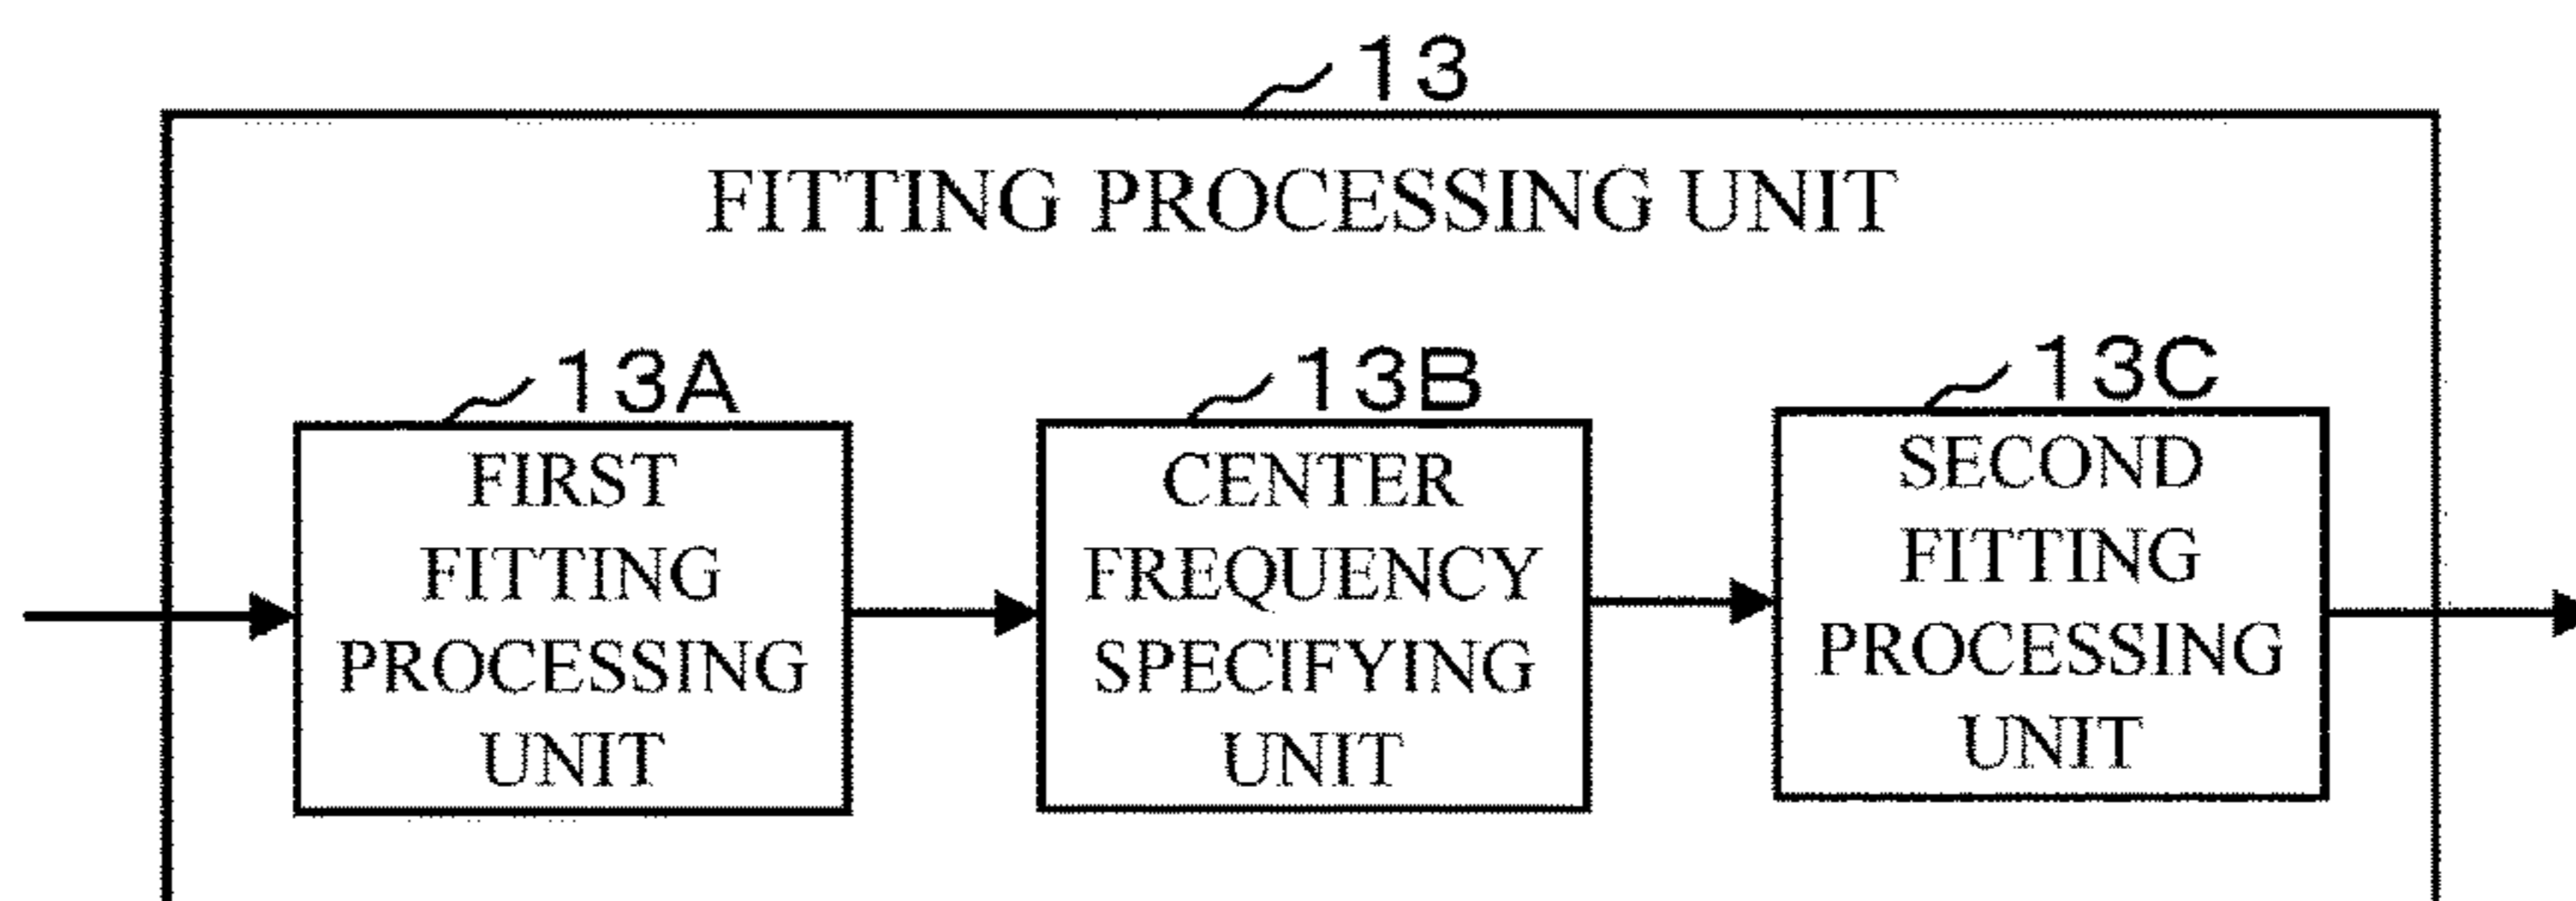 13
FITTING PROCESSING UNIT
13A
FIRST
FITTING
PROCESSING
UNIT
13B
CENTER
FREQUENCY
SPECIFYING
UNIT
13C
SECOND
FITTING
PROCESSING
UNIT